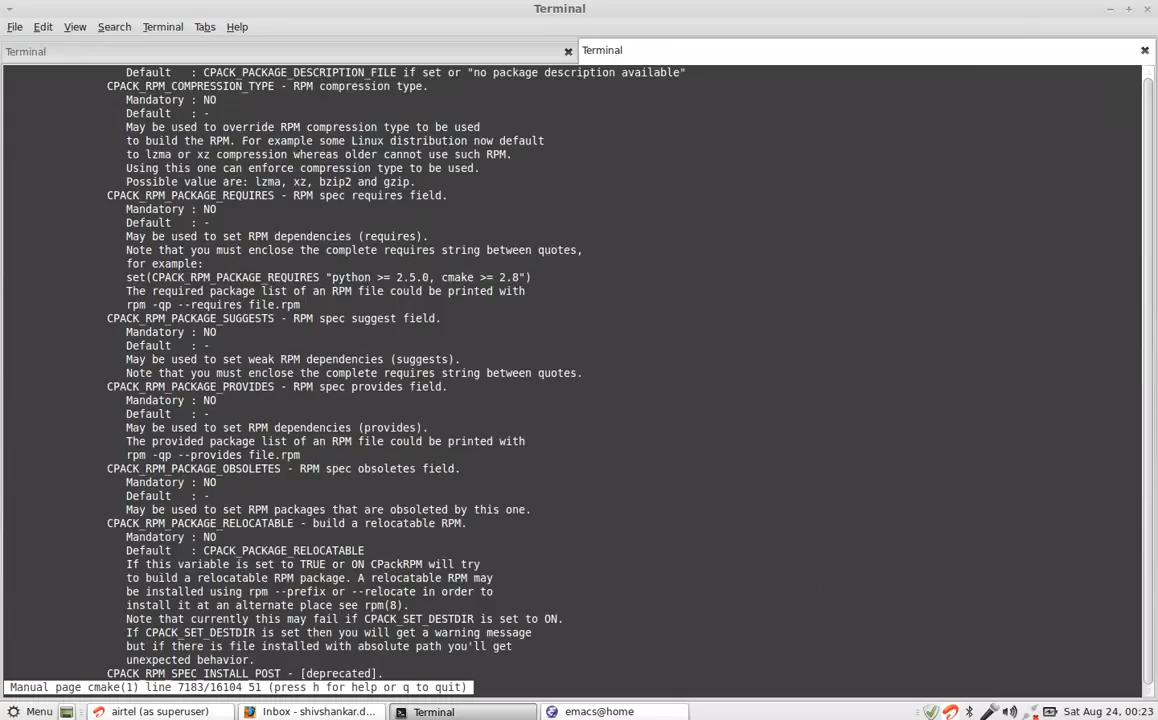 Terminal
File Edit View Search Terminal Tabs Help
Terminal
Terminal
Default : CPACK_PACKAGE_DESCRIPTION_FILE if set or "no package description available"
CPACK_RPM_COMPRESSION_TYPE - RPM compression type.
Mandatory : NO
Default : -
May be used to override RPM compression type to be used
to build the RPM. For example some Linux distribution now default
to lzma or xz compression whereas older cannot use such RPM.
Using this one can enforce compression type to be used.
Possible value are: lzma, xz, bzip2 and gzip.
CPACK_RPM_PACKAGE_REQUIRES - RPM spec requires field.
Mandatory : NO
Default : -
May be used to set RPM dependencies (requires).
Note that you must enclose the complete requires string between quotes,
for example:
set(CPACK_RPM_PACKAGE_REQUIRES "python >= 2.5.0, cmake >= 2.8")
The required package list of an RPM file could be printed with
rpm -qp --requires file.rpm
CPACK_RPM_PACKAGE_SUGGESTS - RPM spec suggest field.
Mandatory : NO
Default : -
May be used to set weak RPM dependencies (suggests).
Note that you must enclose the complete requires string between quotes.
CPACK_RPM_PACKAGE_PROVIDES - RPM spec provides field.
Mandatory : NO
Default : -
May be used to set RPM dependencies (provides).
The provided package list of an RPM file could be printed with
rpm -qp --provides file.rpm
CPACK_RPM_PACKAGE_OBSOLETES - RPM spec obsoletes field.
Mandatory : NO
Default : -
May be used to set RPM packages that are obsoleted by this one.
CPACK_RPM_PACKAGE_RELOCATABLE - build a relocatable RPM.
Mandatory : NO
Default : CPACK_PACKAGE_RELOCATABLE
If this variable is set to TRUE or ON CPackRPM will try
to build a relocatable RPM package. A relocatable RPM may
be installed using rpm --prefix or --relocate in order to
install it at an alternate place see rpm(8).
Note that currently this may fail if CPACK_SET_DESTDIR is set to ON.
If CPACK_SET_DESTDIR is set then you will get a warning message
but if there is file installed with absolute path you'll get
unexpected behavior.
CPACK_RPM_SPEC_INSTALL_POST - [deprecated].
Manual page cmake(1) line 7183/16104 51 (press h for help or q to quit)
Menu airtel (as superuser) Inbox - shivshankar.d... Terminal emacs@home Sat Aug 24, 00:23